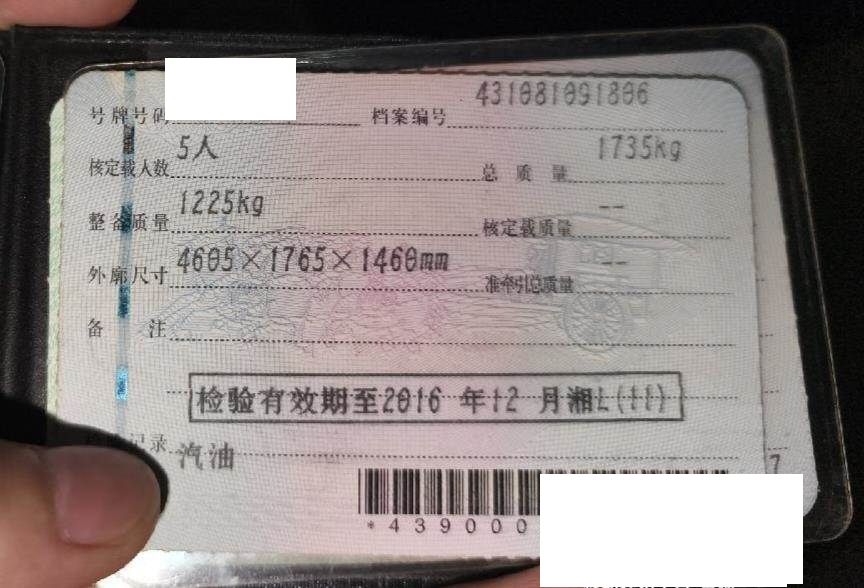 号牌号码 档案编号 431081091806
核定载人数 5人 总质量 1735kg
整备质量 1225kg 核定载质量 --
外廓尺寸 4605×1765×1460mm 准牵引总质量 --
备注
检验有效期至2016 年12 月湘L(11)
记录 汽油
7
*439000